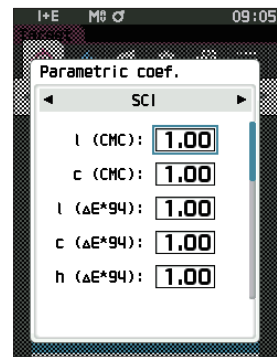 I+E M 09:05
Target
Parametric coef.
◄ SCI ►
l (CMC): 1.00
c (CMC): 1.00
l (ΔE*94): 1.00
c (ΔE*94): 1.00
h (ΔE*94): 1.00